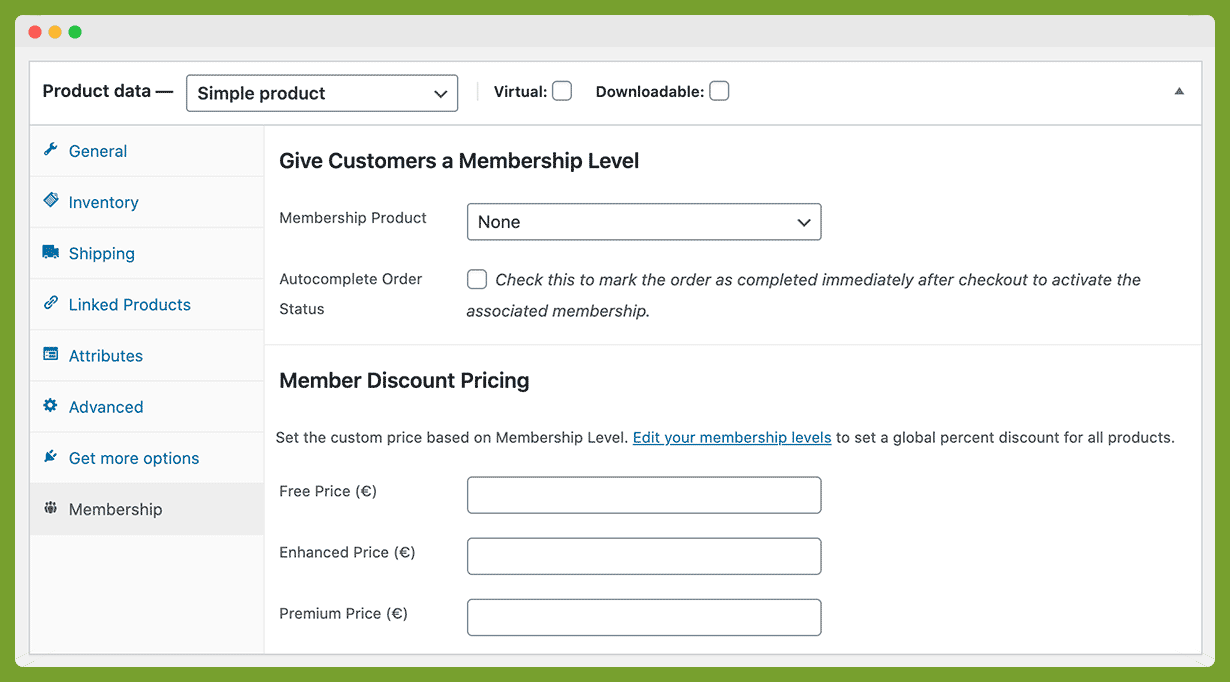 Product data —
Simple product
Virtual:
Downloadable:
General
Inventory
Shipping
Linked Products
Attributes
Advanced
Get more options
Membership
Give Customers a Membership Level
Membership Product
None
Autocomplete Order
Status
Check this to mark the order as completed immediately after checkout to activate the
associated membership.
Member Discount Pricing
Set the custom price based on Membership Level. Edit your membership levels to set a global percent discount for all products.
Free Price (€)
Enhanced Price (€)
Premium Price (€)